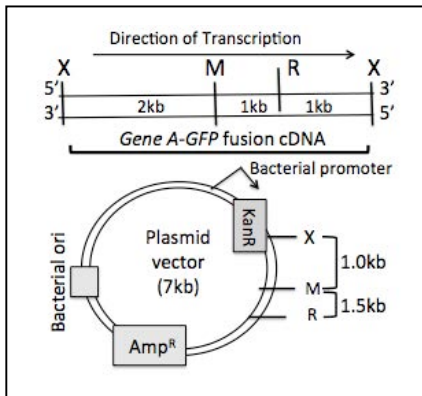 Direction of Transcription
X M R X
5' 3'
2kb 1kb 1kb
3' 5'
Gene A-GFP fusion cDNA
Bacterial promoter
KanR
Bacterial ori
Plasmid
vector
(7kb)
X
1.0kb
M
1.5kb
R
Amp^R